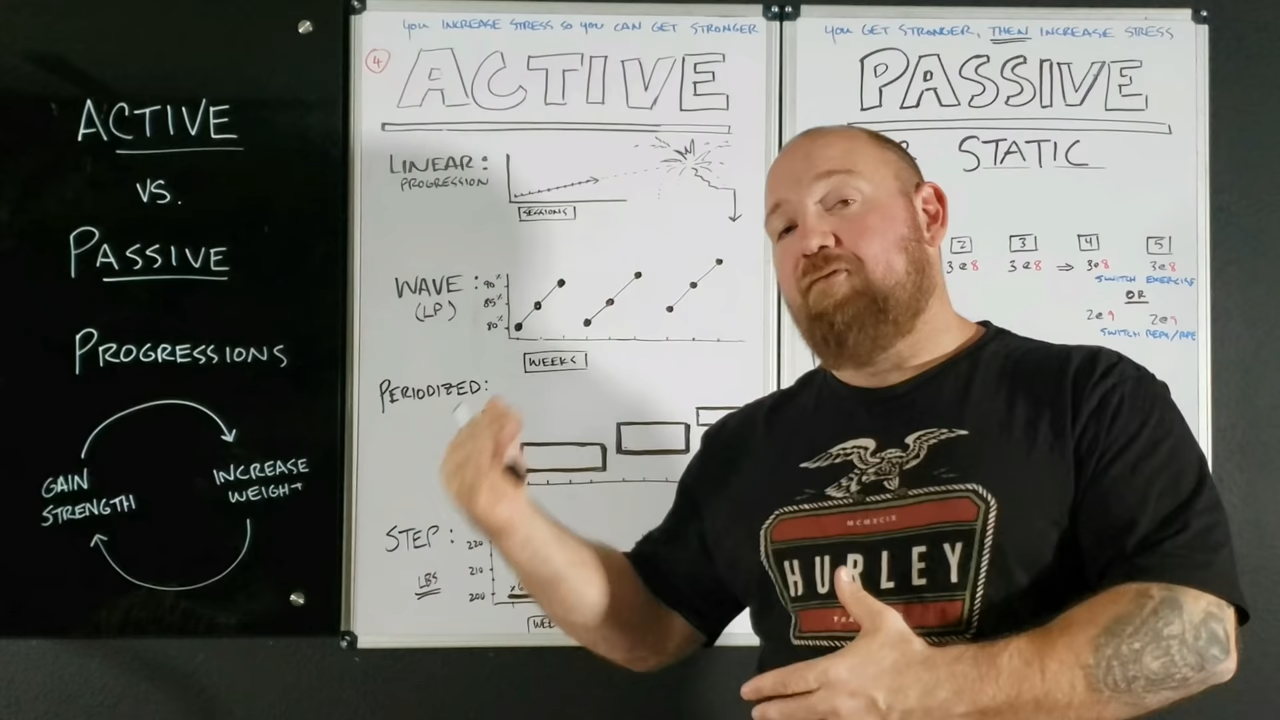 ACTIVE
VS.
PASSIVE
PROGRESSIONS
GAIN
STRENGTH
INCREASE
WEIGHT
YOU INCREASE STRESS SO YOU CAN GET STRONGER
4
ACTIVE
LINEAR:
PROGRESSION
SESSIONS
WAVE:
(LP)
90%
85%
80%
WEEKS
PERIODIZED:
STEP:
LBS
220
210
200
YOU GET STRONGER, THEN INCREASE STRESS
PASSIVE
STATIC
2 3 4 5
3@8 3@8 ⇒ 3@8 3@8
SWITCH EXERCISE
OR
2@9 2@9
SWITCH REPS/RPE
MCMXCIX
HURLEY